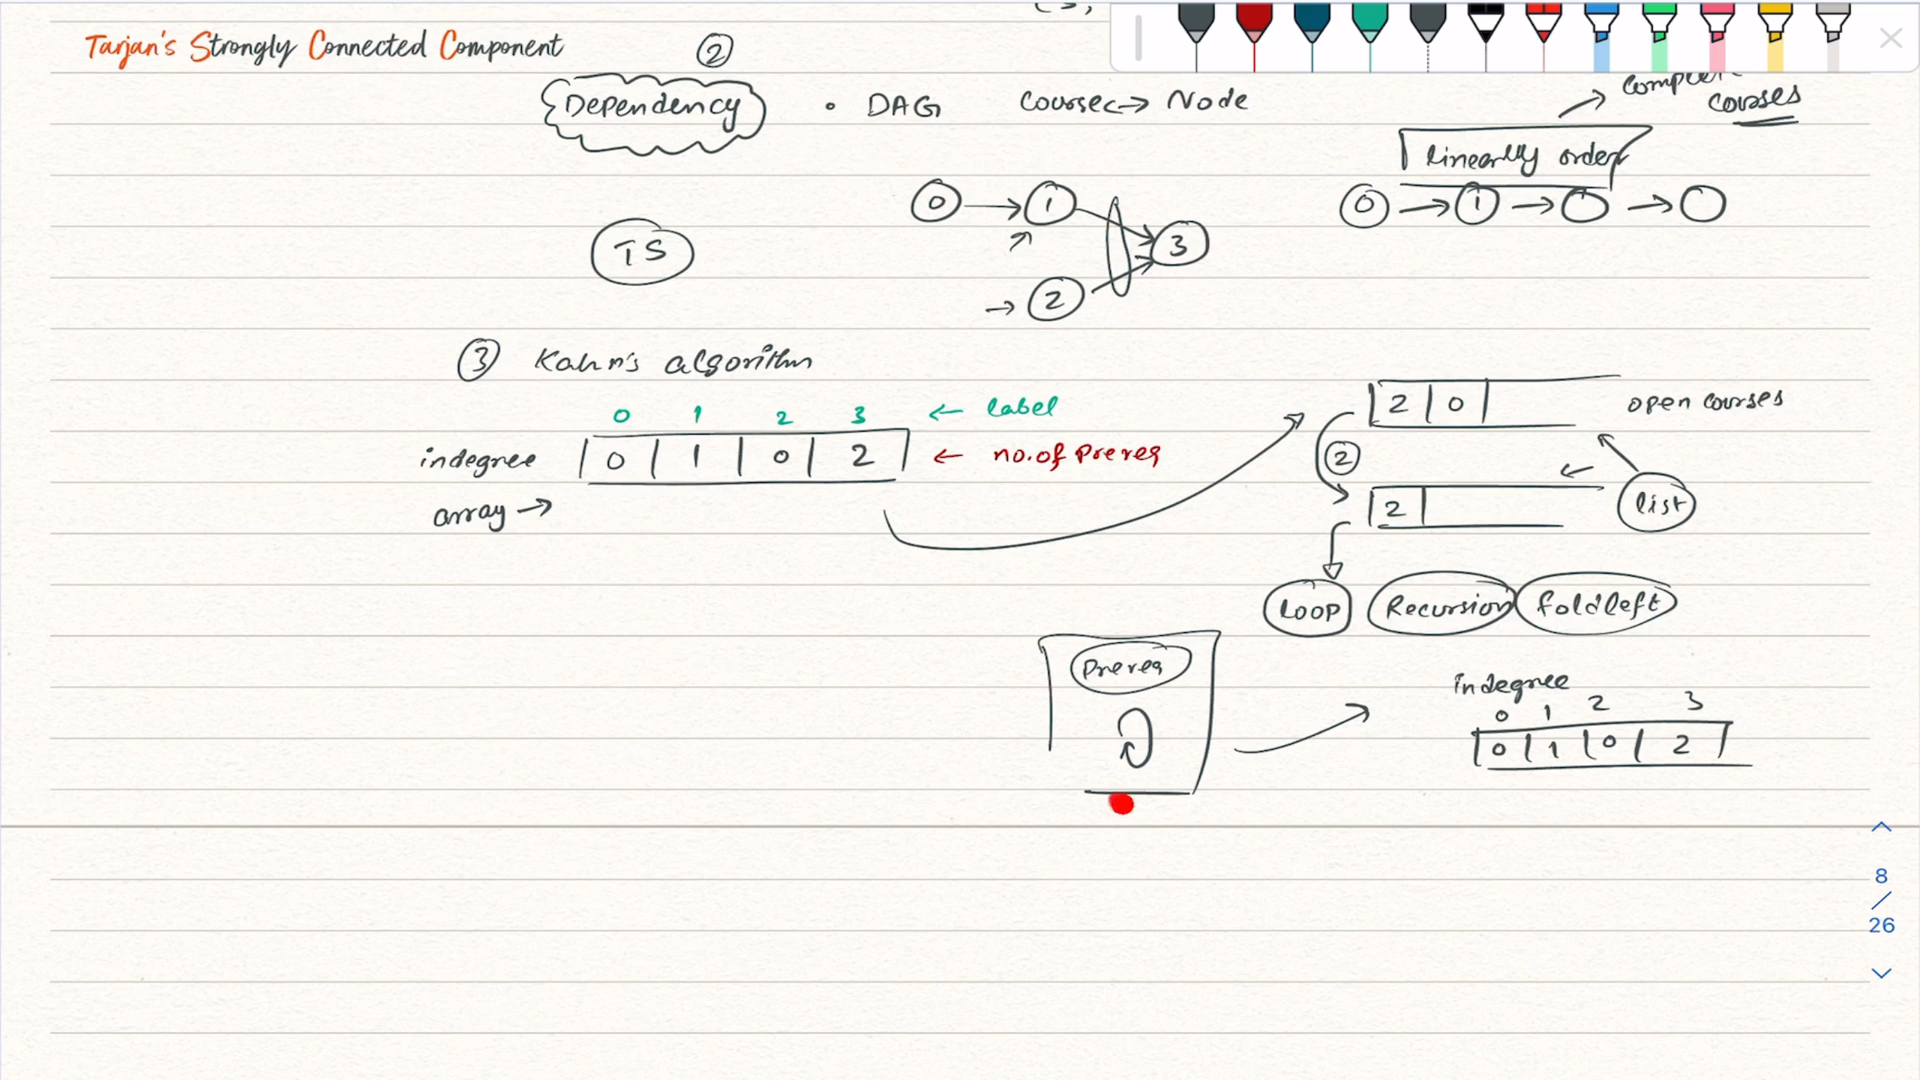 Tarjan's Strongly Connected Component
2
Dependency
• DAG
Course <-> Node
courses
linearly order
0 → 1 → 3
2
0 → 1 → →
TS
3 Kahn's algorithm
0 1 2 3 ← label
indegree 0 1 0 2 ← no.of Prereq
array →
2 0 open courses
2
2
list
Loop Recursion foldleft
Prereq
indegree
0 1 2 3
0 1 0 2
8
/
26